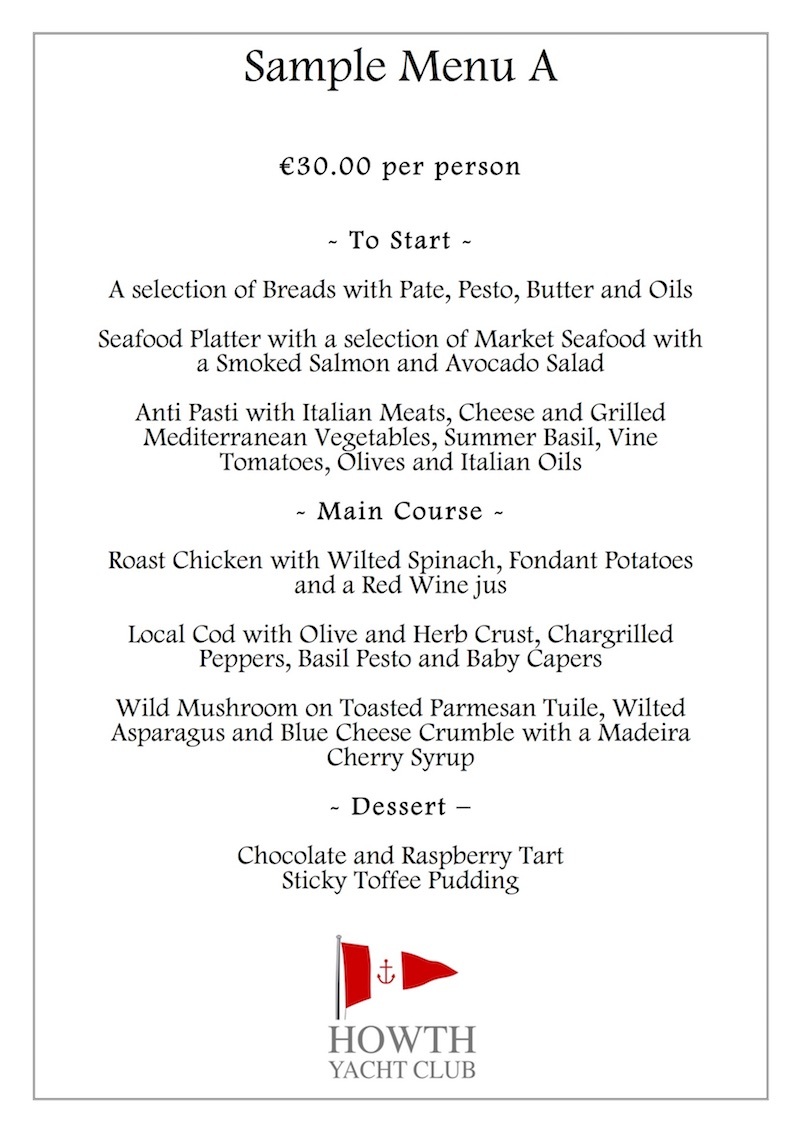 Sample Menu A
€30.00 per person
~ To Start ~
A selection of Breads with Pate, Pesto, Butter and Oils
Seafood Platter with a selection of Market Seafood with
a Smoked Salmon and Avocado Salad
Anti Pasti with Italian Meats, Cheese and Grilled
Mediterranean Vegetables, Summer Basil, Vine
Tomatoes, Olives and Italian Oils
~ Main Course ~
Roast Chicken with Wilted Spinach, Fondant Potatoes
and a Red Wine jus
Local Cod with Olive and Herb Crust, Chargrilled
Peppers, Basil Pesto and Baby Capers
Wild Mushroom on Toasted Parmesan Tuile, Wilted
Asparagus and Blue Cheese Crumble with a Madeira
Cherry Syrup
~ Dessert –
Chocolate and Raspberry Tart
Sticky Toffee Pudding
HOWTH
YACHT CLUB